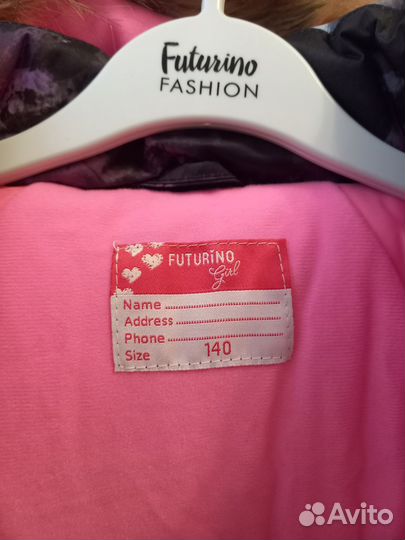 Futurino
FASHION
FUTURINO
Girl
Name
Address
Phone
Size 140
Avito